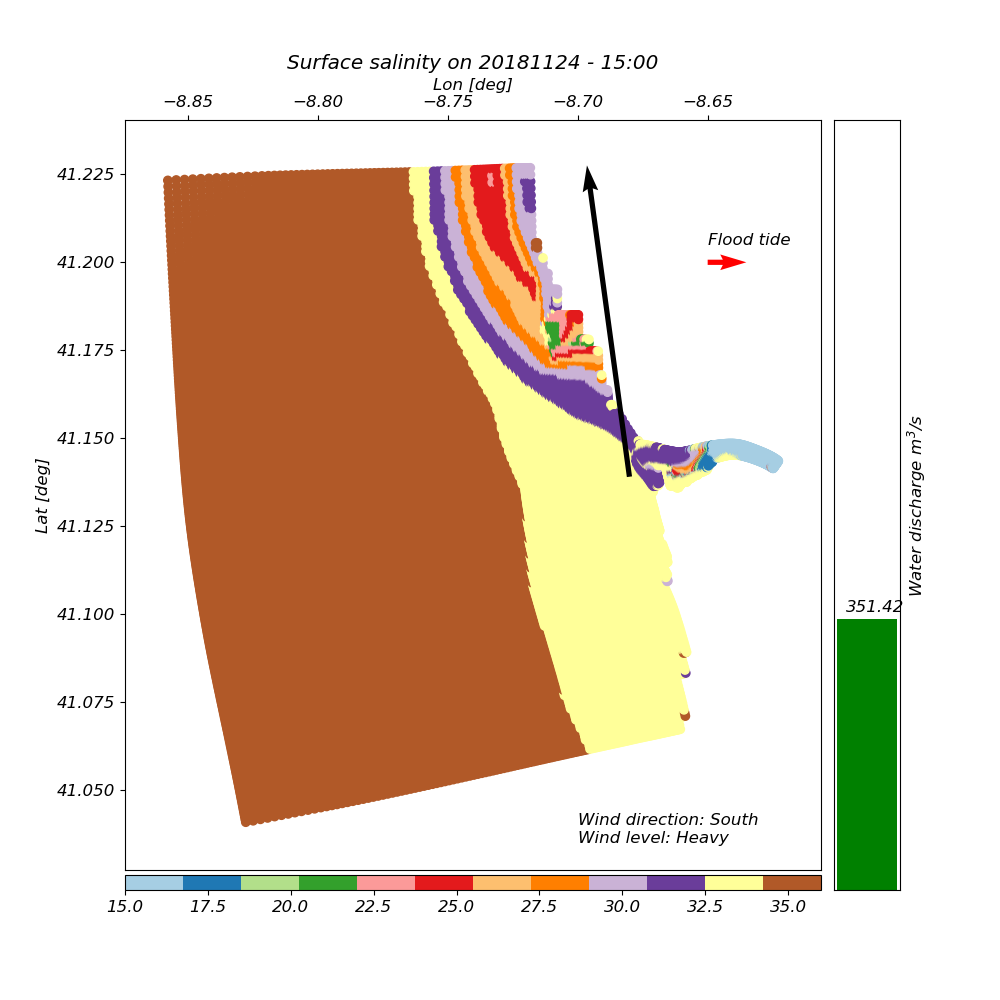 Surface salinity on 20181124 - 15:00
Lon [deg]
−8.85 −8.80 −8.75 −8.70 −8.65
41.225
41.200
41.175
41.150
41.125
41.100
41.075
41.050
Lat [deg]
Flood tide
Wind direction: South
Wind level: Heavy
351.42
Water discharge m³/s
15.0 17.5 20.0 22.5 25.0 27.5 30.0 32.5 35.0